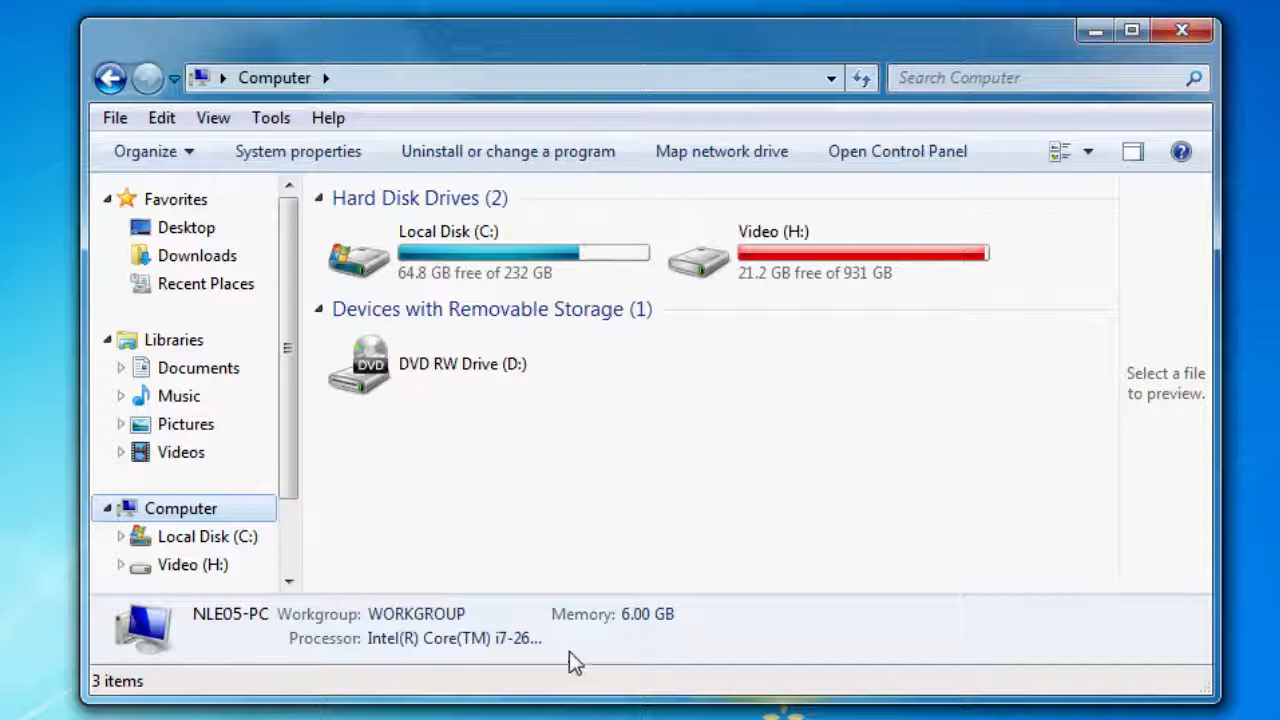 Computer
Search Computer
File Edit View Tools Help
Organize System properties Uninstall or change a program Map network drive Open Control Panel
Favorites
Desktop
Downloads
Recent Places
Libraries
Documents
Music
Pictures
Videos
Computer
Local Disk (C:)
Video (H:)
Hard Disk Drives (2)
Local Disk (C:)
64.8 GB free of 232 GB
Video (H:)
21.2 GB free of 931 GB
Devices with Removable Storage (1)
DVD
DVD RW Drive (D:)
Select a file
to preview.
NLE05-PC Workgroup: WORKGROUP Memory: 6.00 GB
Processor: Intel(R) Core(TM) i7-26...
3 items